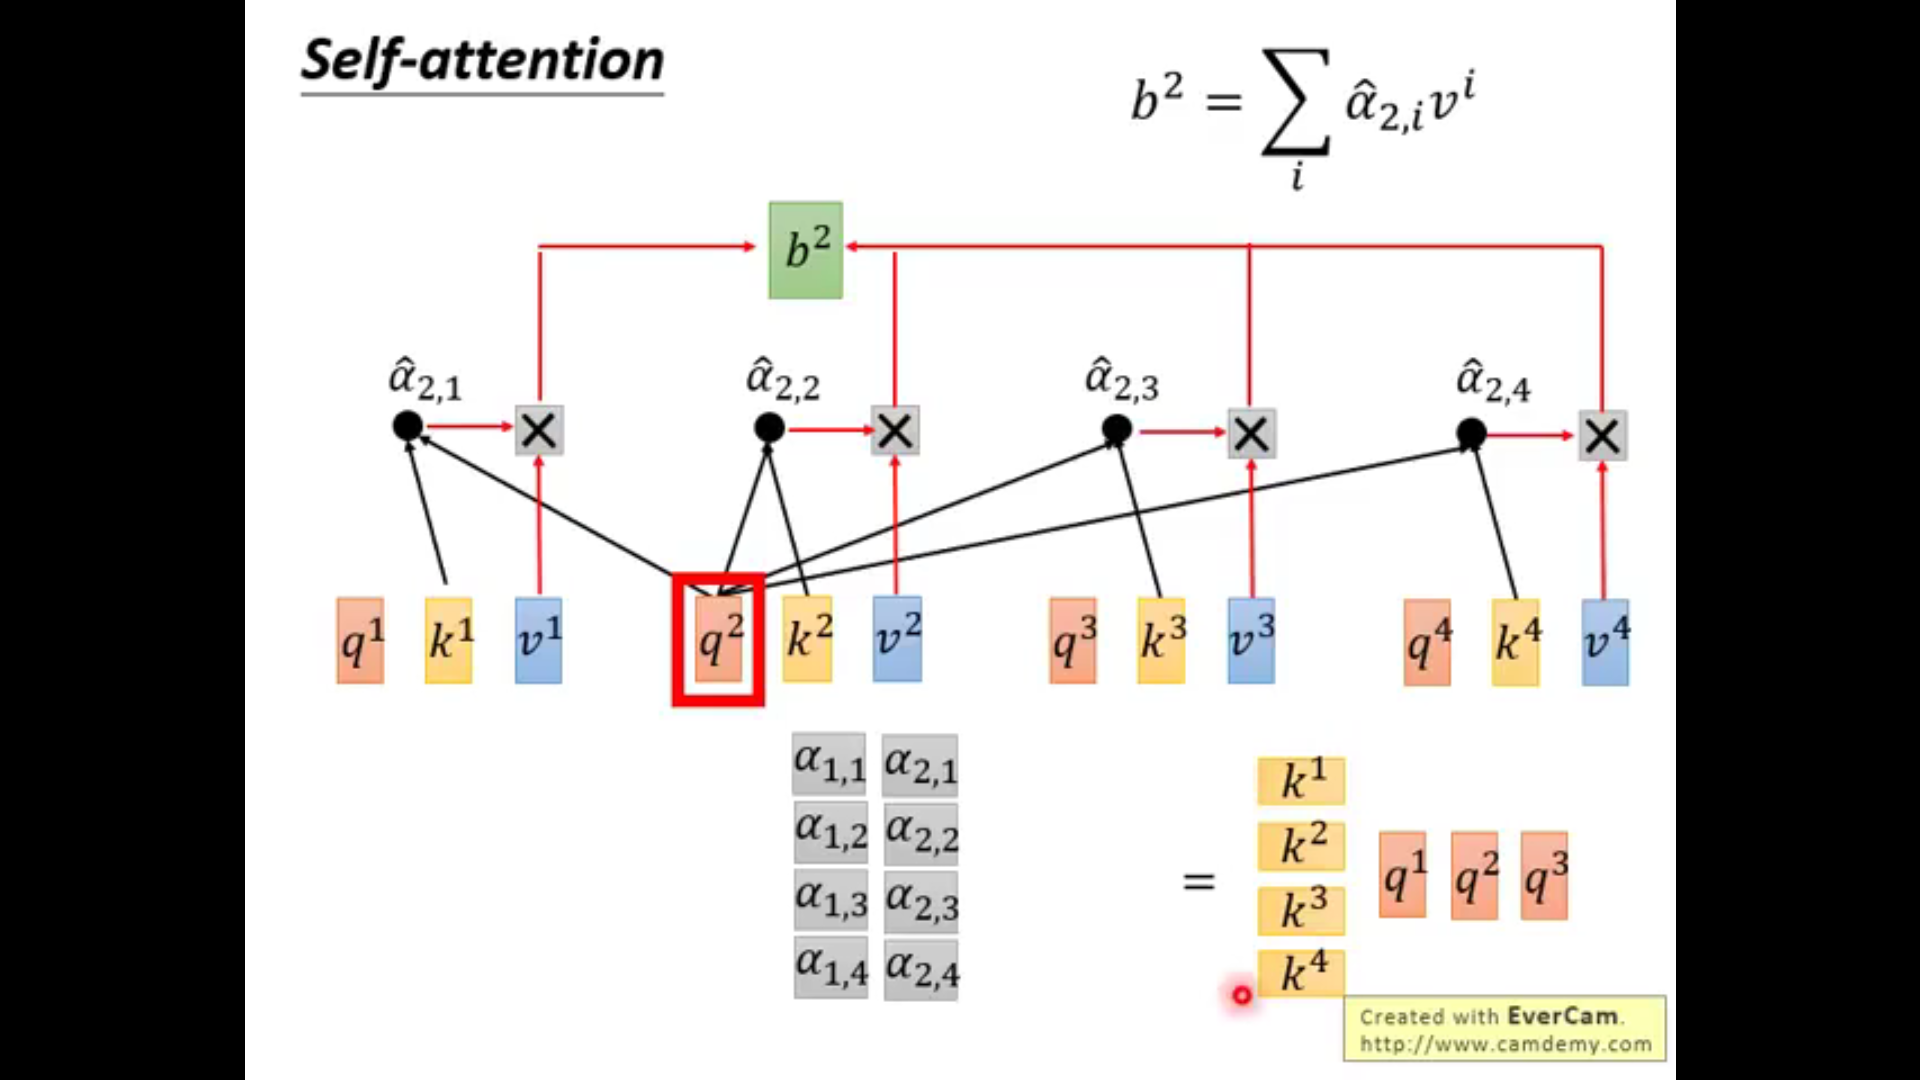 Self-attention
b² = ∑ᵢ α̂₂,ᵢvⁱ
b²
α̂₂,₁ α̂₂,₂ α̂₂,₃ α̂₂,₄
q¹ k¹ v¹ q² k² v² q³ k³ v³ q⁴ k⁴ v⁴
α₁,₁ α₂,₁
α₁,₂ α₂,₂
α₁,₃ α₂,₃
α₁,₄ α₂,₄
=
k¹
k²
k³
k⁴
q¹ q² q³
Created with EverCam.
http://www.camdemy.com